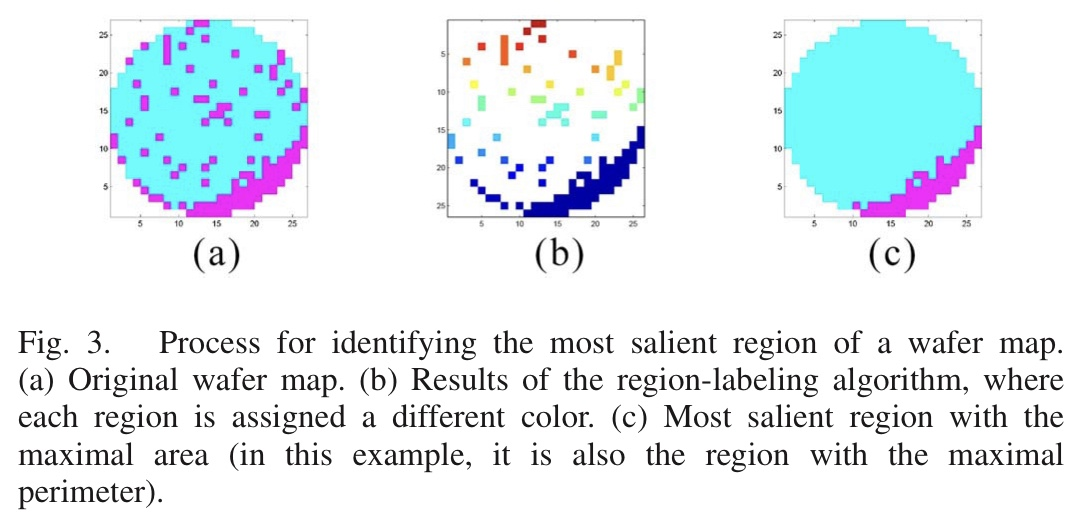 25
20
15
10
5
5 10 15 20 25
(a)
5
10
15
20
25
5 10 15 20 25
(b)
25
20
15
10
5
5 10 15 20 25
(c)
Fig. 3. Process for identifying the most salient region of a wafer map.
(a) Original wafer map. (b) Results of the region-labeling algorithm, where
each region is assigned a different color. (c) Most salient region with the
maximal area (in this example, it is also the region with the maximal
perimeter).